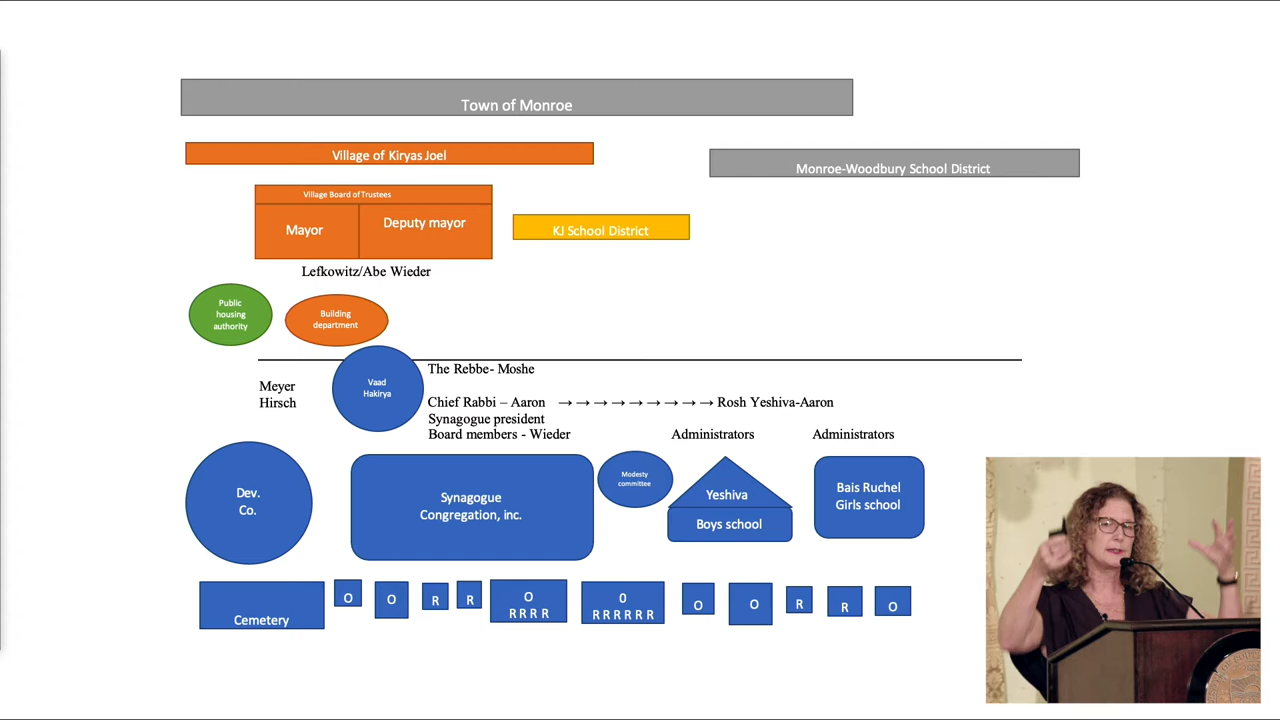 Town of Monroe
Village of Kiryas Joel
Monroe-Woodbury School District
Village Board of Trustees
Mayor
Deputy mayor
KJ School District
Lefkowitz/Abe Wieder
Public
housing
authority
Building
department
Vaad
Hakirya
The Rebbe- Moshe
Meyer
Hirsch
Chief Rabbi – Aaron →→→→→→→→→ Rosh Yeshiva-Aaron
Synagogue president
Board members - Wieder
Administrators
Administrators
Dev.
Co.
Synagogue
Congregation, inc.
Modesty
committee
Yeshiva
Boys school
Bais Ruchel
Girls school
Cemetery
O
O
R
R
O
R R R R
0
R R R R R R
O
O
R
R
O